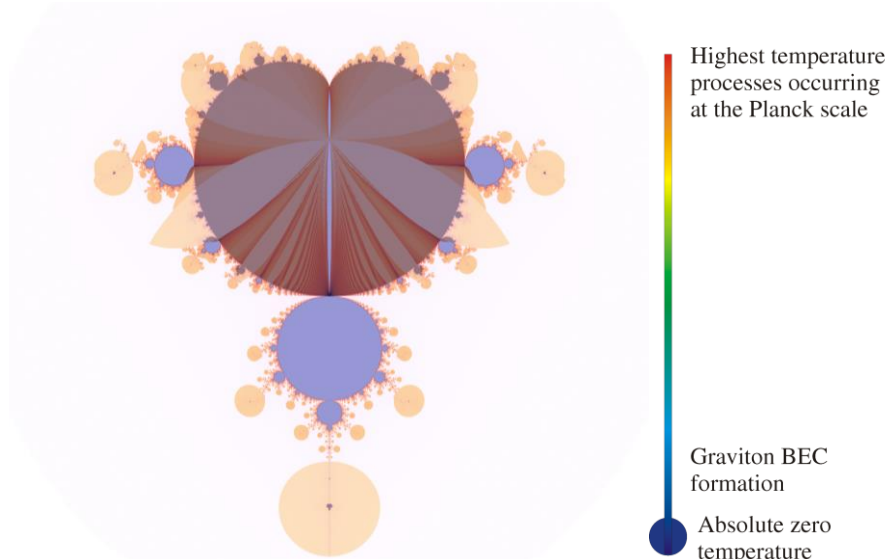 Highest temperature
processes occurring
at the Planck scale
Graviton BEC
formation
Absolute zero
temperature